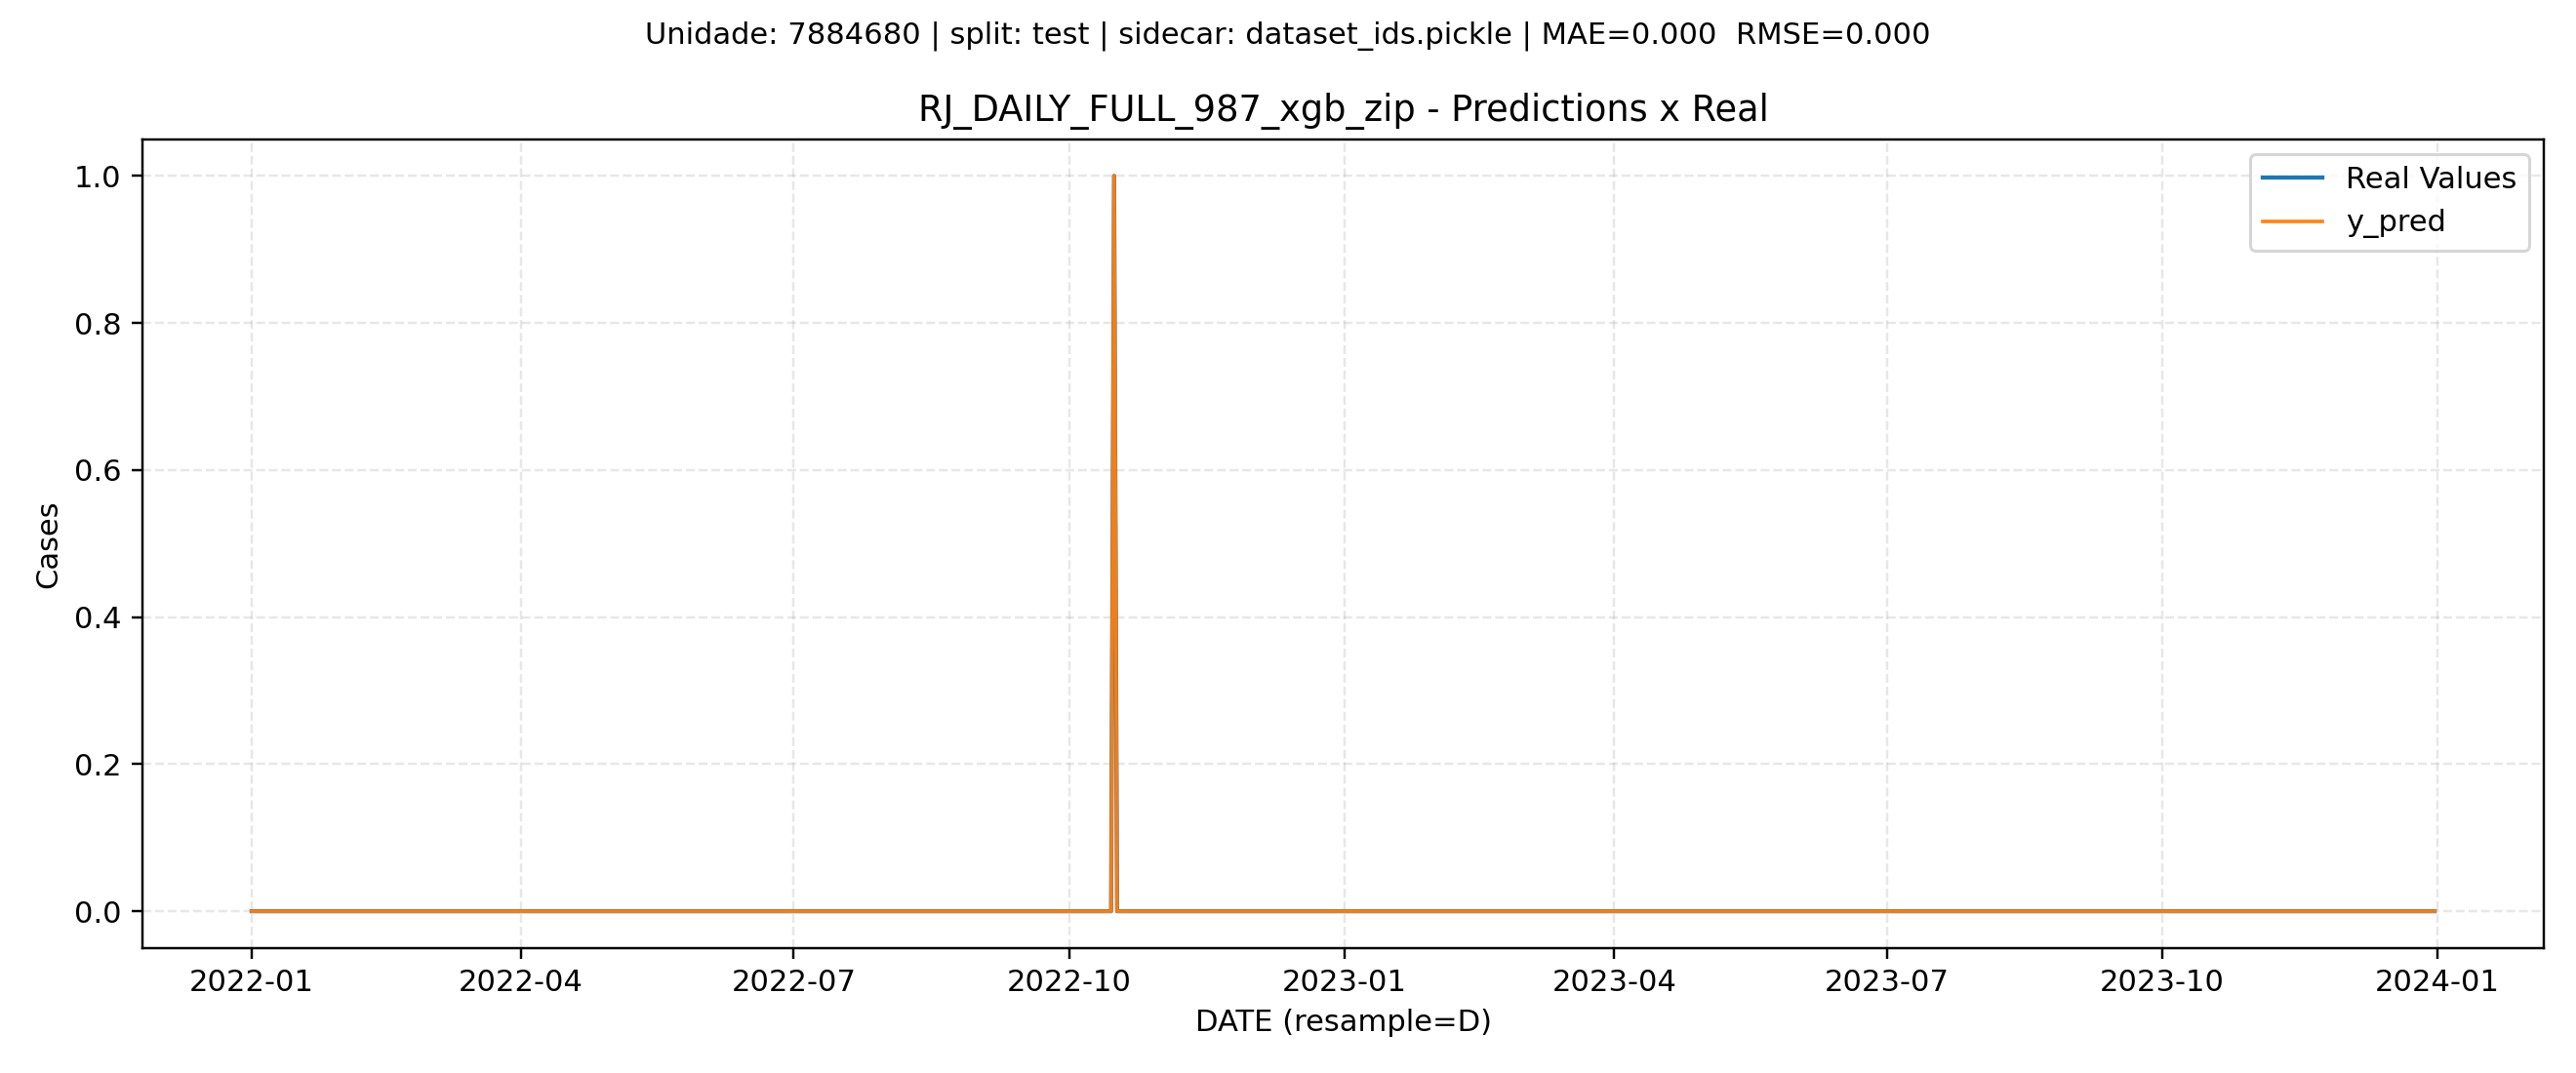 Unidade: 7884680 | split: test | sidecar: dataset_ids.pickle | MAE=0.000  RMSE=0.000
RJ_DAILY_FULL_987_xgb_zip - Predictions x Real
Real Values
y_pred
1.0
0.8
0.6
0.4
0.2
0.0
Cases
2022-01 2022-04 2022-07 2022-10 2023-01 2023-04 2023-07 2023-10 2024-01
DATE (resample=D)